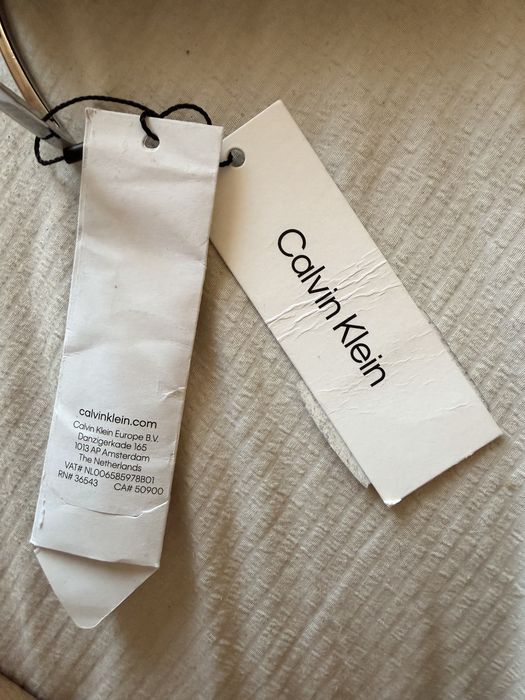 calvinklein.com
Calvin Klein Europe B.V.
Danzigerkade 165
1013 AP Amsterdam
The Netherlands
VAT# NL006585978B01
RN# 36543 CA# 50900
Calvin Klein